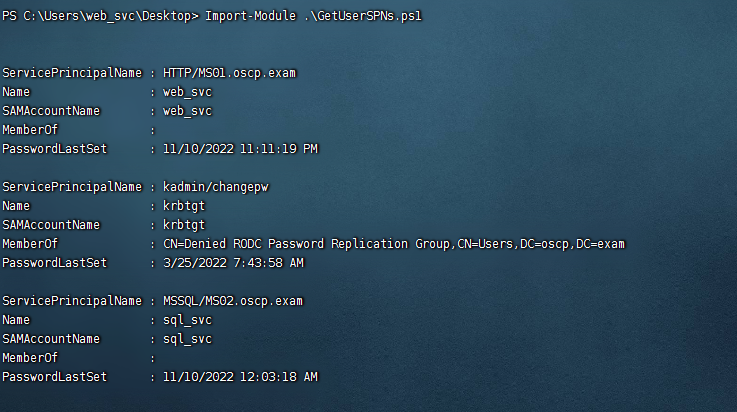 PS C:\Users\web_svc\Desktop> Import-Module .\GetUserSPNs.ps1
ServicePrincipalName : HTTP/MS01.oscp.exam
Name                 : web_svc
SAMAccountName       : web_svc
MemberOf             :
PasswordLastSet      : 11/10/2022 11:11:19 PM
ServicePrincipalName : kadmin/changepw
Name                 : krbtgt
SAMAccountName       : krbtgt
MemberOf             : CN=Denied RODC Password Replication Group,CN=Users,DC=oscp,DC=exam
PasswordLastSet      : 3/25/2022 7:43:58 AM
ServicePrincipalName : MSSQL/MS02.oscp.exam
Name                 : sql_svc
SAMAccountName       : sql_svc
MemberOf             :
PasswordLastSet      : 11/10/2022 12:03:18 AM